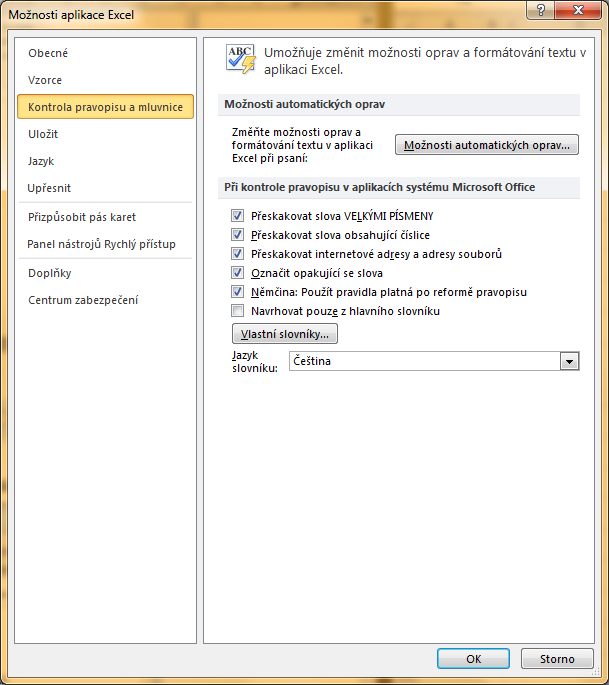 Možnosti aplikace Excel
Obecné
Vzorce
Kontrola pravopisu a mluvnice
Uložit
Jazyk
Upřesnit
Přizpůsobit pás karet
Panel nástrojů Rychlý přístup
Doplňky
Centrum zabezpečení
ABC
Umožňuje změnit možnosti oprav a formátování textu v
aplikaci Excel.
Možnosti automatických oprav
Změňte možnosti oprav a
formátování textu v aplikaci
Excel při psaní:
Možnosti automatických oprav...
Při kontrole pravopisu v aplikacích systému Microsoft Office
Přeskakovat slova VELKÝMI PÍSMENY
Přeskakovat slova obsahující číslice
Přeskakovat internetové adresy a adresy souborů
Označit opakující se slova
Němčina: Použít pravidla platná po reformě pravopisu
Navrhovat pouze z hlavního slovníku
Vlastní slovníky...
Jazyk
slovníku:
Čeština
OK
Storno